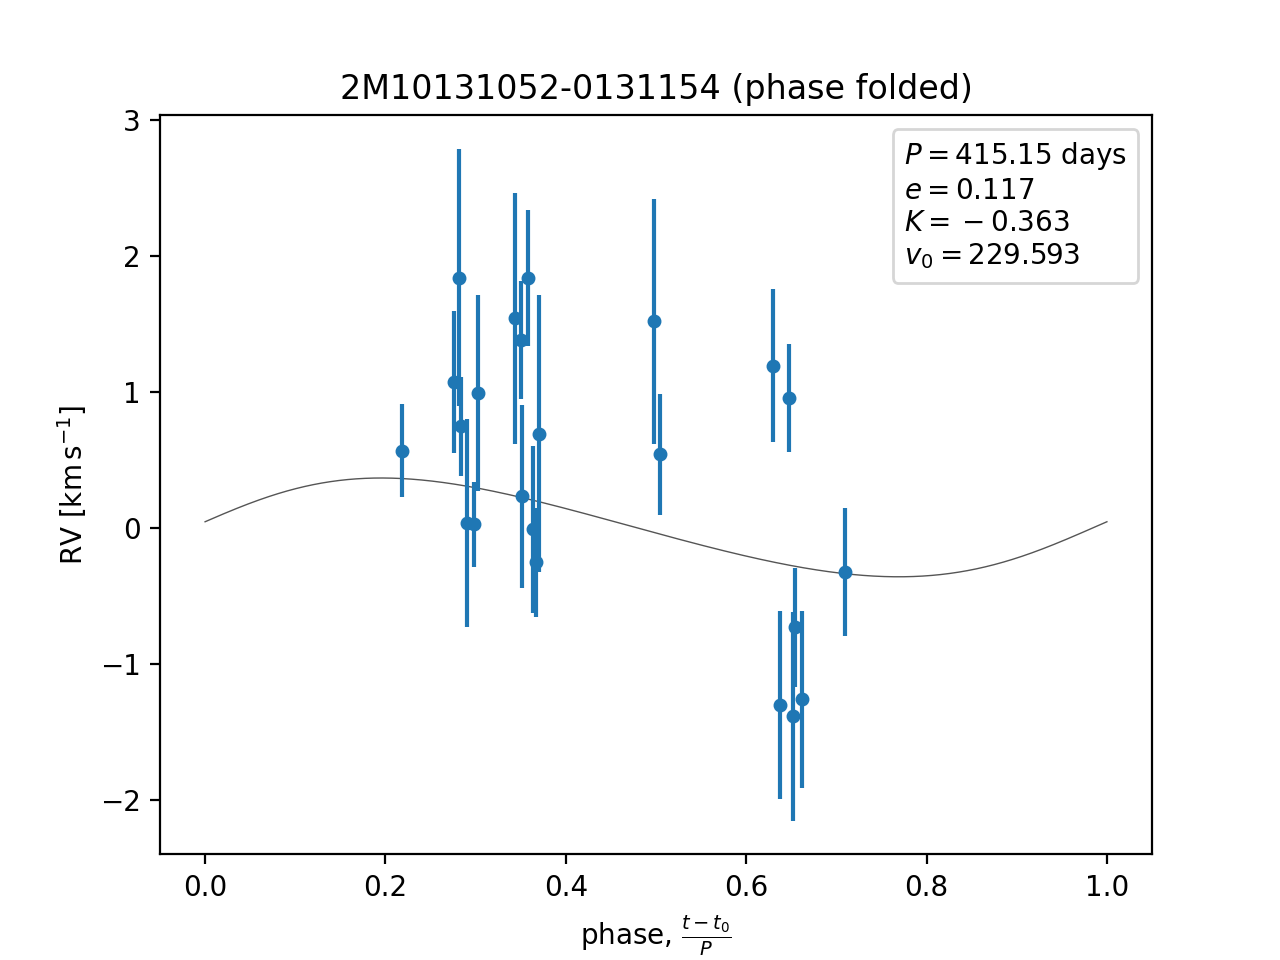 2M10131052-0131154 (phase folded)
P = 415.15 days
e = 0.117
K = −0.363
v₀ = 229.593
RV [km s⁻¹]
3
2
1
0
−1
−2
0.0 0.2 0.4 0.6 0.8 1.0
phase, (t − t₀)/P